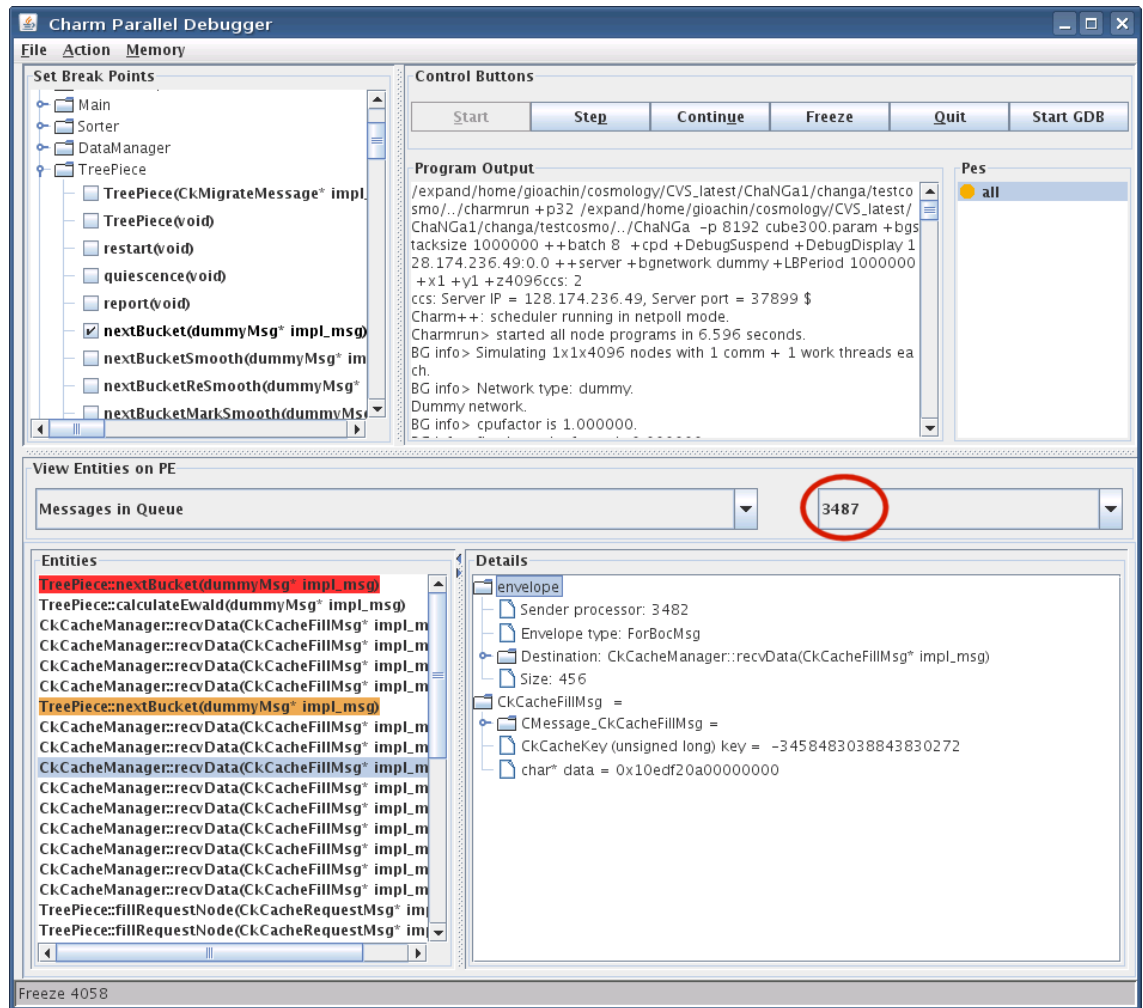 Charm Parallel Debugger
File Action Memory
Set Break Points
Main
Sorter
DataManager
TreePiece
TreePiece(CkMigrateMessage* impl_
TreePiece(void)
restart(void)
quiescence(void)
report(void)
nextBucket(dummyMsg* impl_msg)
nextBucketSmooth(dummyMsg* im
nextBucketReSmooth(dummyMsg*
nextBucketMarkSmooth(dummyMs
Control Buttons
Start Step Continue Freeze Quit Start GDB
Program Output
/expand/home/gioachin/cosmology/CVS_latest/ChaNGa1/changa/testco
smo/../charmrun +p32 /expand/home/gioachin/cosmology/CVS_latest/
ChaNGa1/changa/testcosmo/../ChaNGa -p 8192 cube300.param +bgs
tacksize 1000000 ++batch 8 +cpd +DebugSuspend +DebugDisplay 1
28.174.236.49:0.0 ++server +bgnetwork dummy +LBPeriod 1000000
+x1 +y1 +z4096ccs: 2
ccs: Server IP = 128.174.236.49, Server port = 37899 $
Charm++: scheduler running in netpoll mode.
Charmrun> started all node programs in 6.596 seconds.
BG info> Simulating 1x1x4096 nodes with 1 comm + 1 work threads ea
ch.
BG info> Network type: dummy.
Dummy network.
BG info> cpufactor is 1.000000.
Pes
all
View Entities on PE
Messages in Queue
3487
Entities
TreePiece::nextBucket(dummyMsg* impl_msg)
TreePiece::calculateEwald(dummyMsg* impl_msg)
CkCacheManager::recvData(CkCacheFillMsg* impl_m
CkCacheManager::recvData(CkCacheFillMsg* impl_m
CkCacheManager::recvData(CkCacheFillMsg* impl_m
CkCacheManager::recvData(CkCacheFillMsg* impl_m
TreePiece::nextBucket(dummyMsg* impl_msg)
CkCacheManager::recvData(CkCacheFillMsg* impl_m
CkCacheManager::recvData(CkCacheFillMsg* impl_m
CkCacheManager::recvData(CkCacheFillMsg* impl_m
CkCacheManager::recvData(CkCacheFillMsg* impl_m
CkCacheManager::recvData(CkCacheFillMsg* impl_m
CkCacheManager::recvData(CkCacheFillMsg* impl_m
CkCacheManager::recvData(CkCacheFillMsg* impl_m
CkCacheManager::recvData(CkCacheFillMsg* impl_m
CkCacheManager::recvData(CkCacheFillMsg* impl_m
TreePiece::fillRequestNode(CkCacheRequestMsg* im
TreePiece::fillRequestNode(CkCacheRequestMsg* im
Details
envelope
Sender processor: 3482
Envelope type: ForBocMsg
Destination: CkCacheManager::recvData(CkCacheFillMsg* impl_msg)
Size: 456
CkCacheFillMsg =
CMessage_CkCacheFillMsg =
CkCacheKey (unsigned long) key = -3458483038843830272
char* data = 0x10edf20a00000000
Freeze 4058